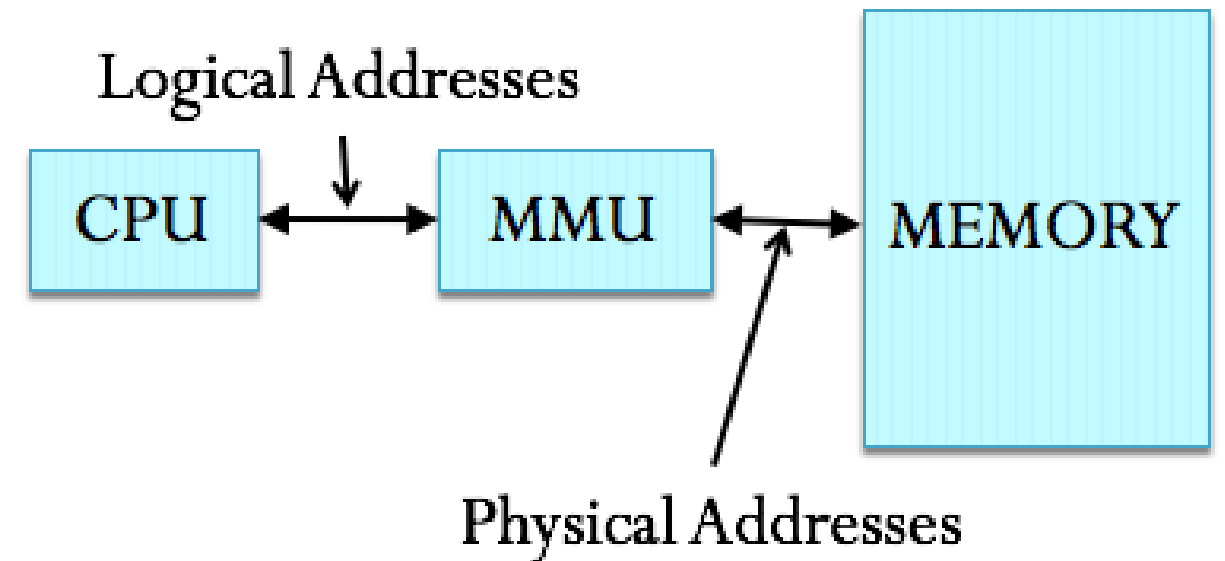 Logical Addresses
CPU
MMU
MEMORY
Physical Addresses